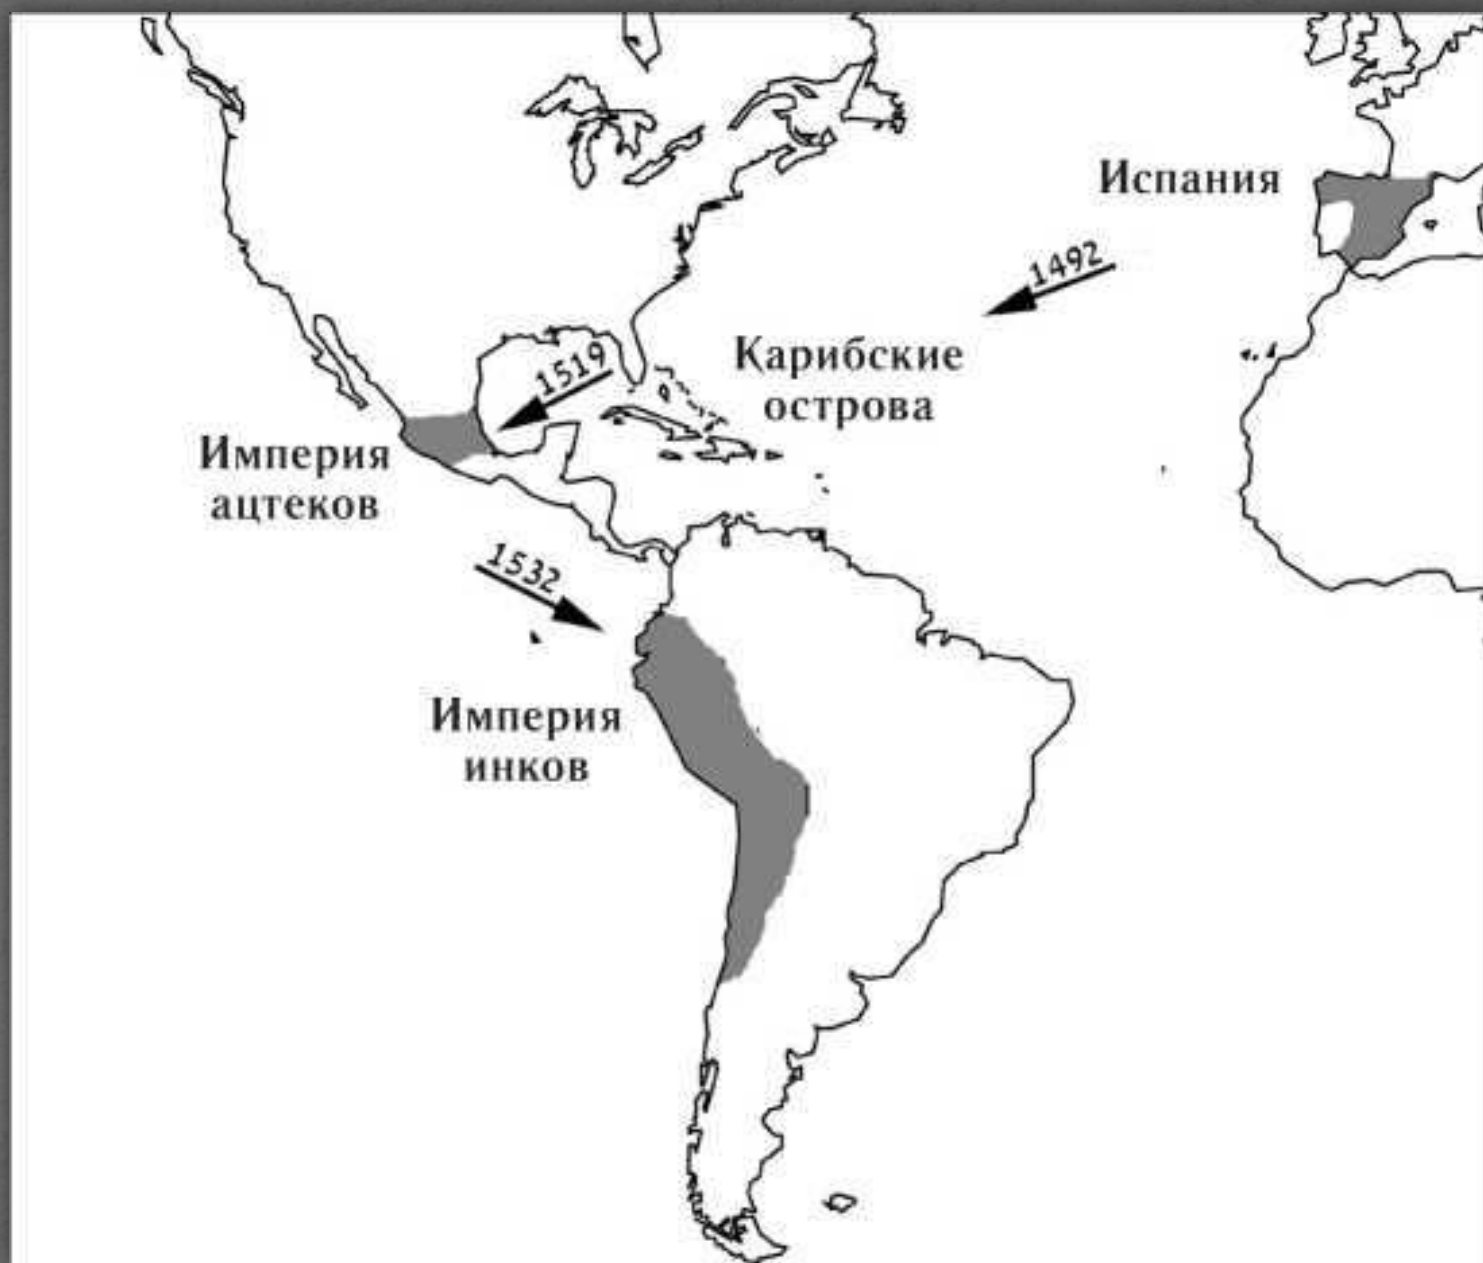 Испания
1492
Карибские
острова
1519
Империя
ацтеков
1532
Империя
инков